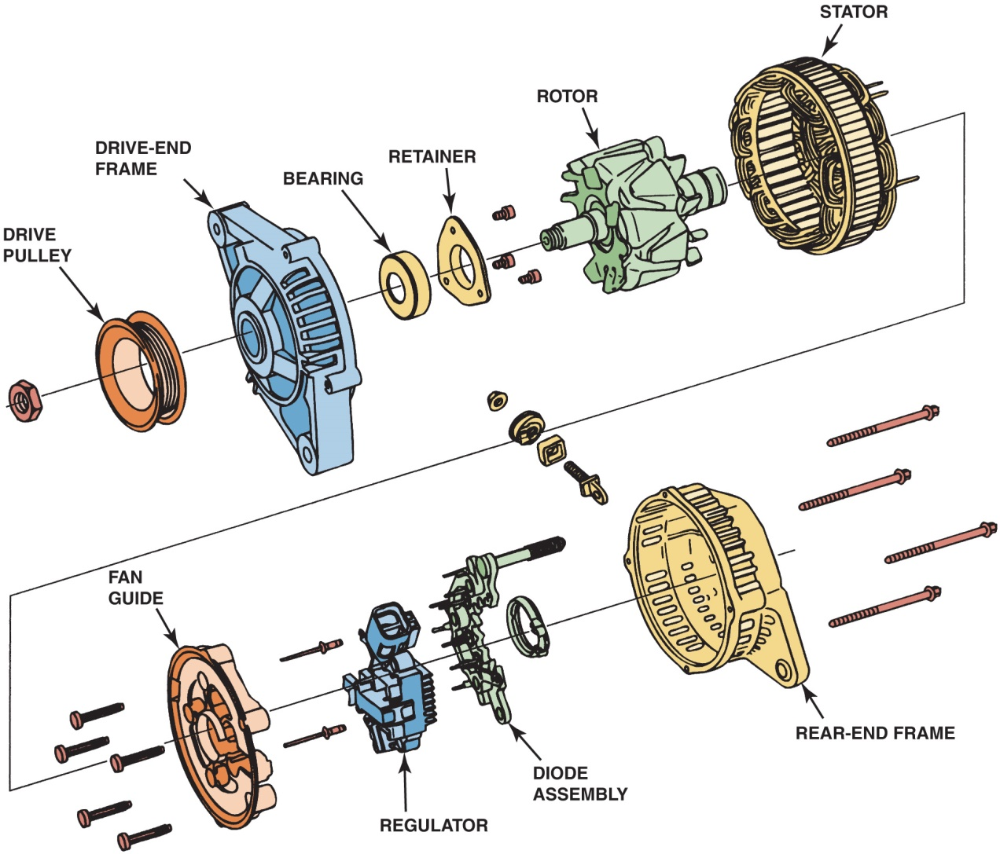 STATOR
ROTOR
DRIVE-END
FRAME
RETAINER
BEARING
DRIVE
PULLEY
FAN
GUIDE
REAR-END FRAME
DIODE
ASSEMBLY
REGULATOR